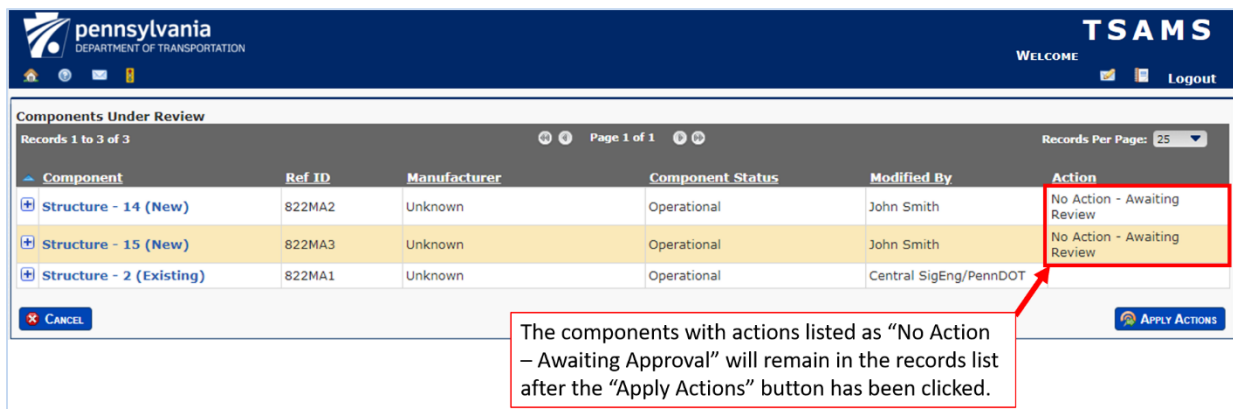 pennsylvania
DEPARTMENT OF TRANSPORTATION
TSAMS
WELCOME
Logout
Components Under Review
Records 1 to 3 of 3
Page 1 of 1
Records Per Page: 25
Component Ref ID Manufacturer Component Status Modified By Action
Structure - 14 (New) 822MA2 Unknown Operational John Smith No Action - Awaiting
Review
Structure - 15 (New) 822MA3 Unknown Operational John Smith No Action - Awaiting
Review
Structure - 2 (Existing) 822MA1 Unknown Operational Central SigEng/PennDOT
CANCEL
APPLY ACTIONS
The components with actions listed as “No Action
– Awaiting Approval” will remain in the records list
after the “Apply Actions” button has been clicked.